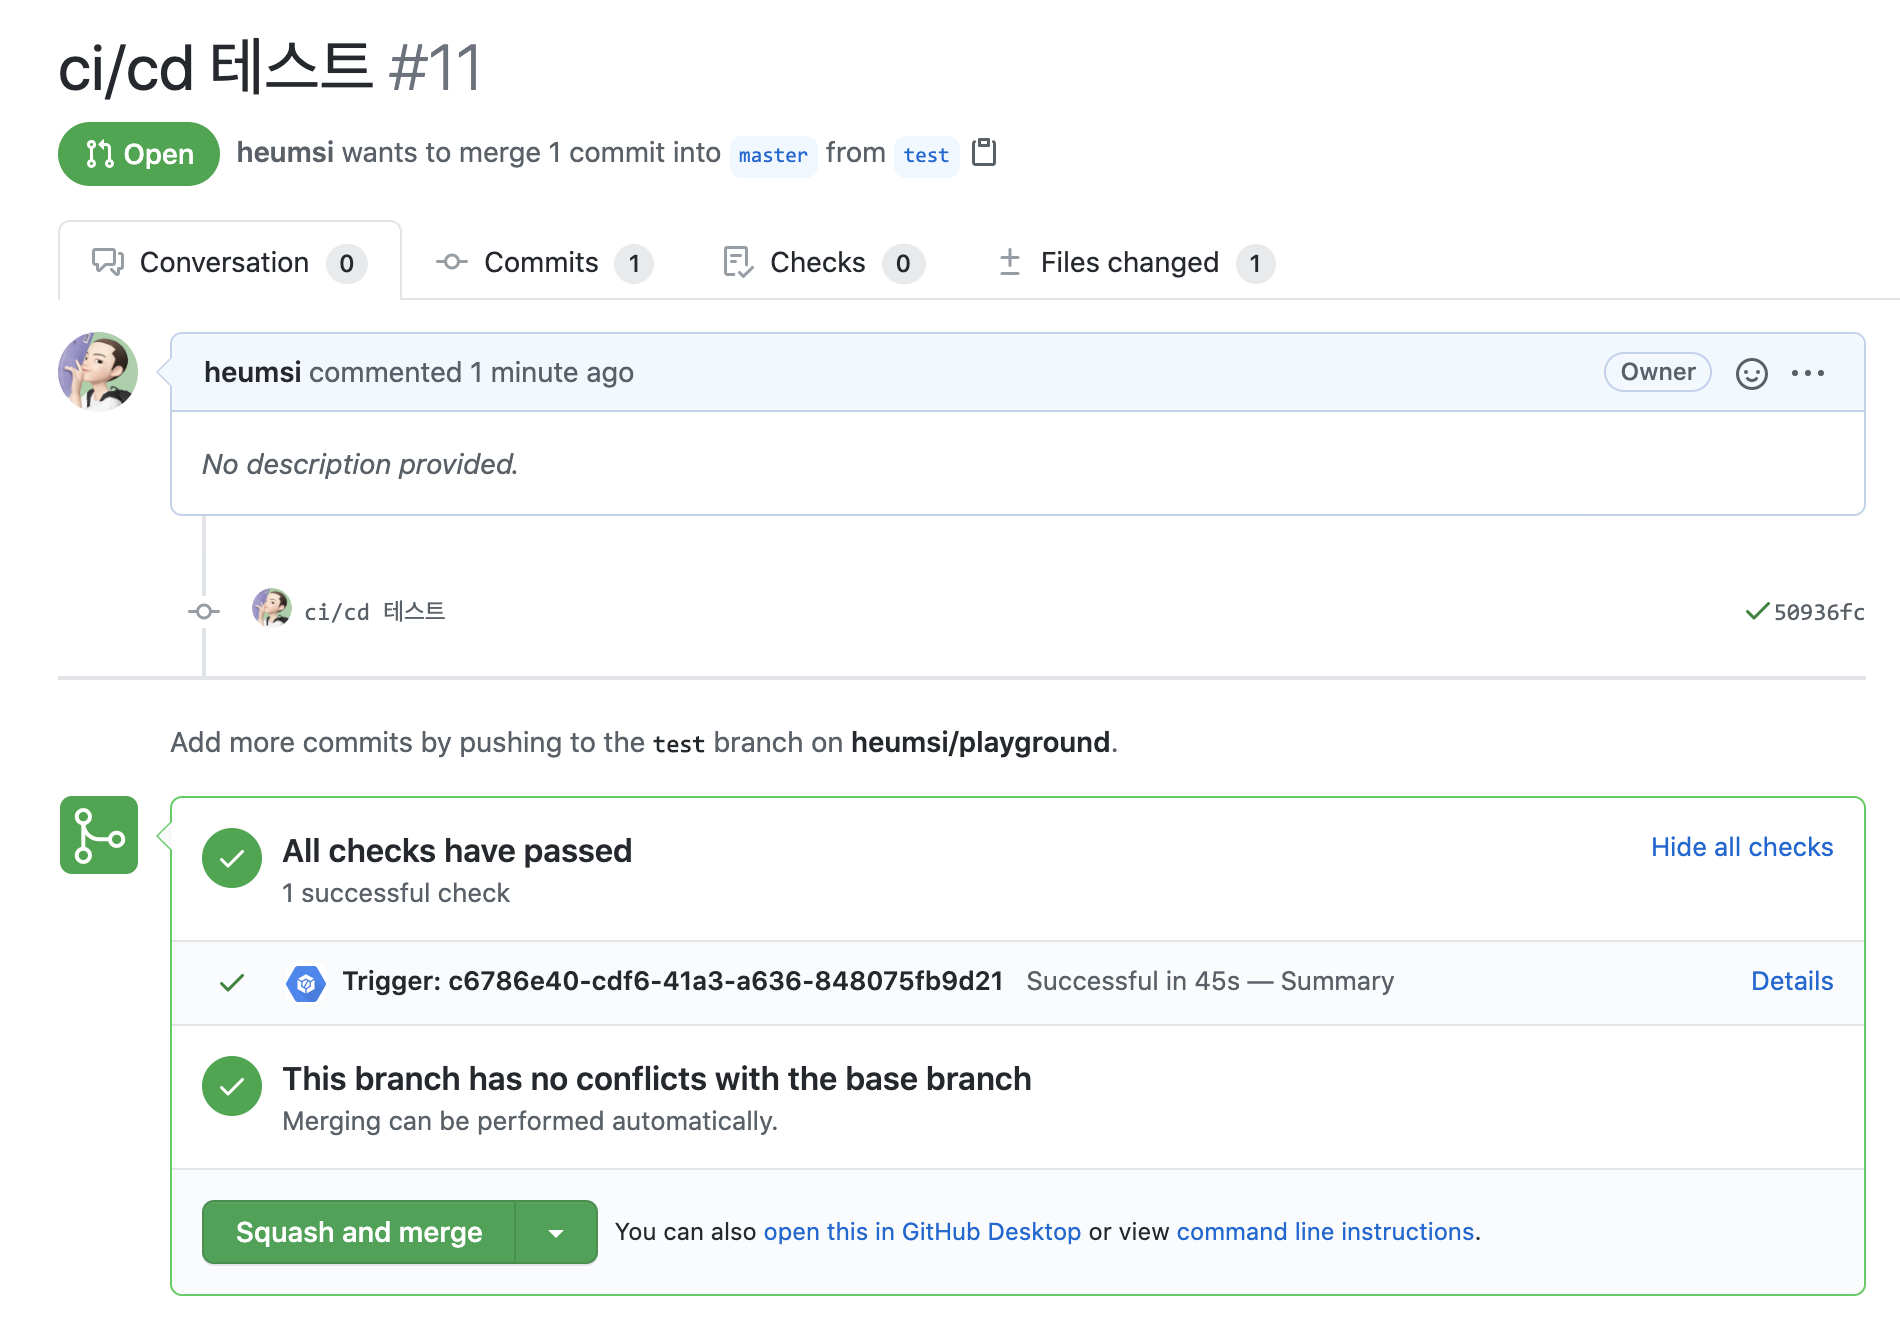 ci/cd 테스트 #11
Open heumsi wants to merge 1 commit into master from test
Conversation 0 Commits 1 Checks 0 Files changed 1
heumsi commented 1 minute ago Owner
No description provided.
ci/cd 테스트 50936fc
Add more commits by pushing to the test branch on heumsi/playground.
All checks have passed Hide all checks
1 successful check
Trigger: c6786e40-cdf6-41a3-a636-848075fb9d21 Successful in 45s — Summary Details
This branch has no conflicts with the base branch
Merging can be performed automatically.
Squash and merge You can also open this in GitHub Desktop or view command line instructions.